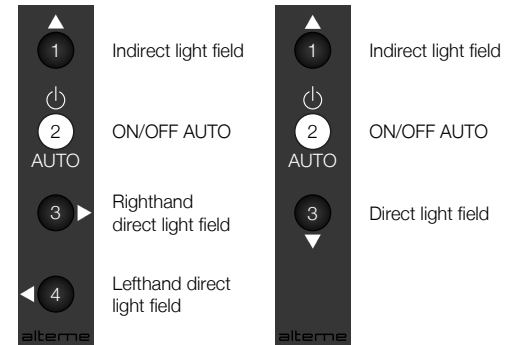 1 Indirect light field
2 ON/OFF AUTO
AUTO
3 Righthand
direct light field
4 Lefthand direct
light field
alterne
1 Indirect light field
2 ON/OFF AUTO
AUTO
3 Direct light field
alterne